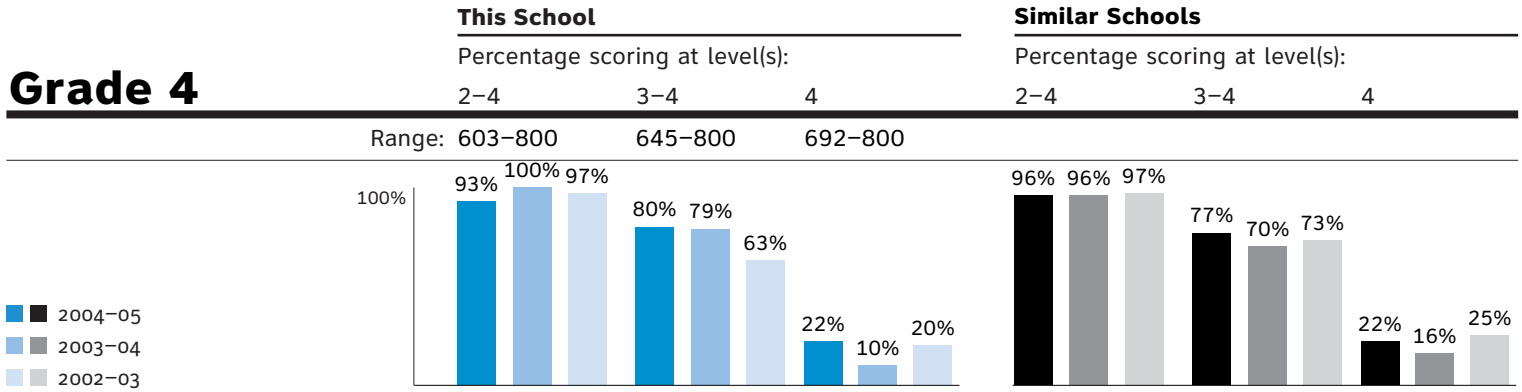 This School Similar Schools
Percentage scoring at level(s): Percentage scoring at level(s):
Grade 4 2–4 3–4 4 2–4 3–4 4
Range: 603–800 645–800 692–800
100% 93% 100% 97% 80% 79% 63% 22% 10% 20% 96% 96% 97% 77% 70% 73% 22% 16% 25%
2004–05
2003–04
2002–03